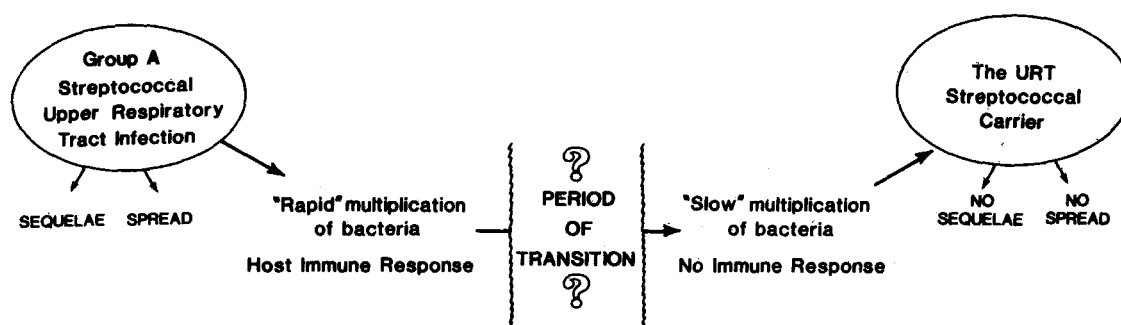 Group A
Streptococcal
Upper Respiratory
Tract Infection
SEQUELAE SPREAD
"Rapid" multiplication
of bacteria
Host Immune Response
?
PERIOD
OF
TRANSITION
?
"Slow" multiplication
of bacteria
No Immune Response
The URT
Streptococcal
Carrier
NO
SEQUELAE
NO
SPREAD